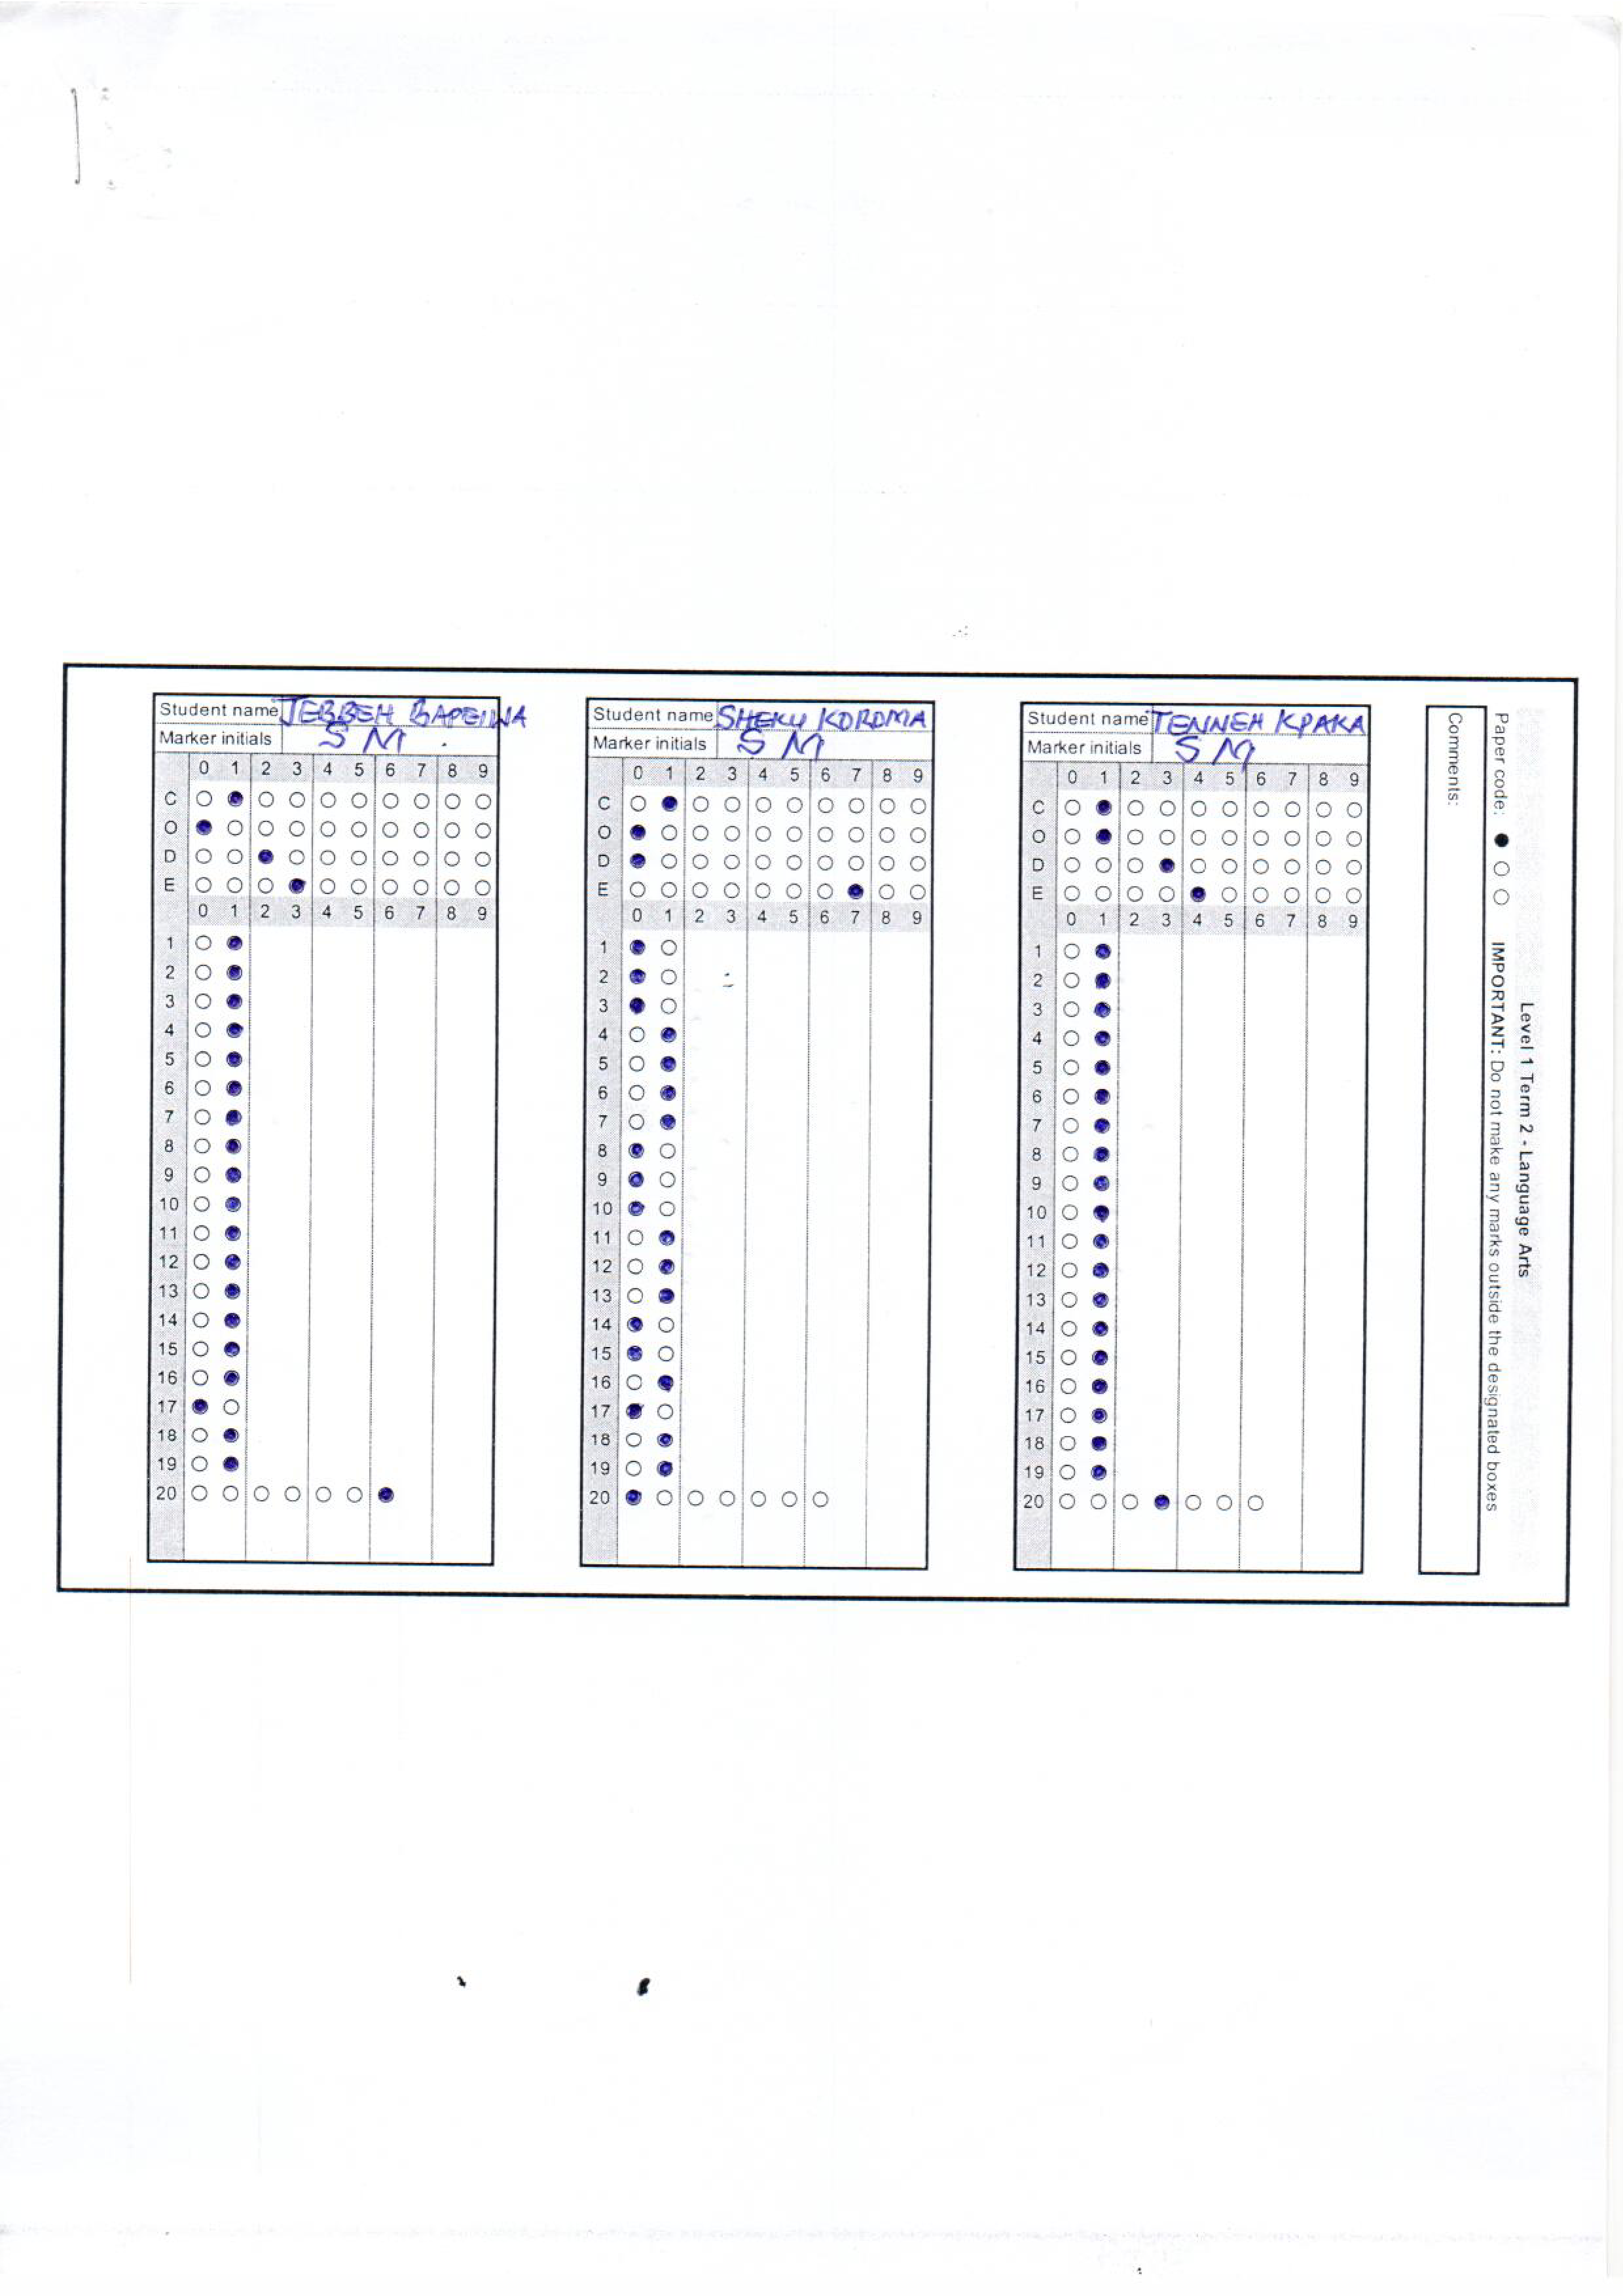 Level 1 Term 2 - Language Arts
Paper code:
IMPORTANT: Do not make any marks outside the designated boxes
Comments:
Student name JEBBEH BAPEIWA
Marker initials SM
0 1 2 3 4 5 6 7 8 9
C
O
D
E
0 1 2 3 4 5 6 7 8 9
1
2
3
4
5
6
7
8
9
10
11
12
13
14
15
16
17
18
19
20
Student name SHEKU KOROMA
Marker initials SM
0 1 2 3 4 5 6 7 8 9
C
O
D
E
0 1 2 3 4 5 6 7 8 9
1
2
3
4
5
6
7
8
9
10
11
12
13
14
15
16
17
18
19
20
Student name TENNEH KPAKA
Marker initials SM
0 1 2 3 4 5 6 7 8 9
C
O
D
E
0 1 2 3 4 5 6 7 8 9
1
2
3
4
5
6
7
8
9
10
11
12
13
14
15
16
17
18
19
20